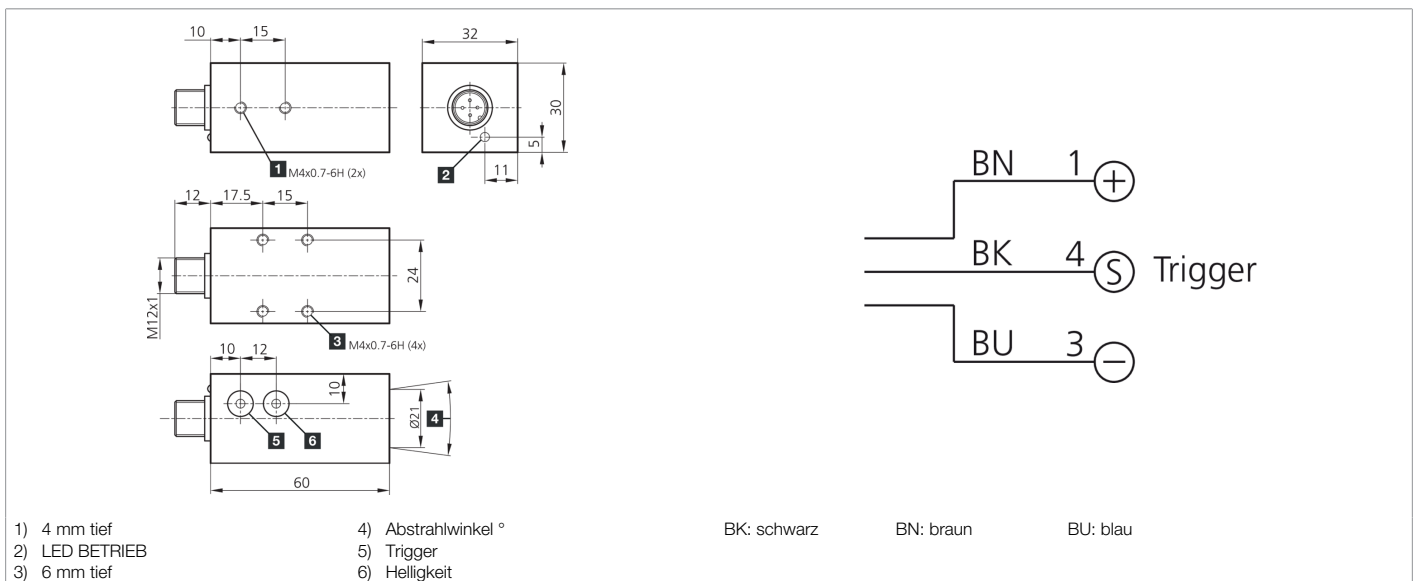 10 15
32
30
5
11
1 M4x0.7-6H (2x)
2
12 17.5 15
24
M12x1
3 M4x0.7-6H (4x)
10 12
10
Ø21
4
5 6
60
BN 1 +
BK 4 S Trigger
BU 3 −
1) 4 mm tief
2) LED BETRIEB
3) 6 mm tief
4) Abstrahlwinkel °
5) Trigger
6) Helligkeit
BK: schwarz BN: braun BU: blau